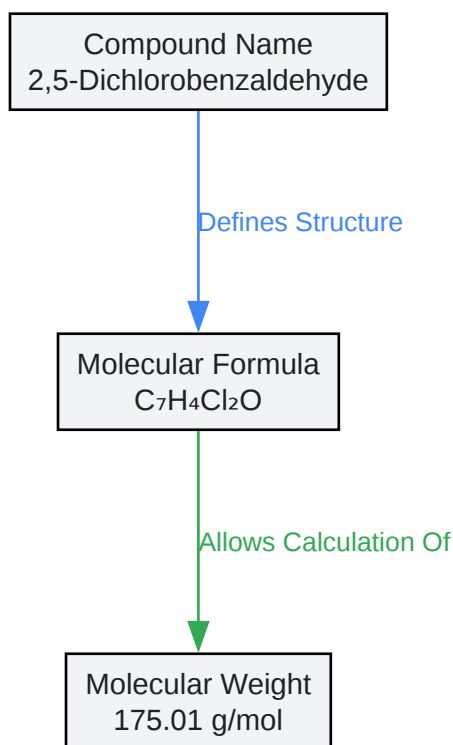 Compound Name
2,5-Dichlorobenzaldehyde
Defines Structure
Molecular Formula
C₇H₄Cl₂O
Allows Calculation Of
Molecular Weight
175.01 g/mol